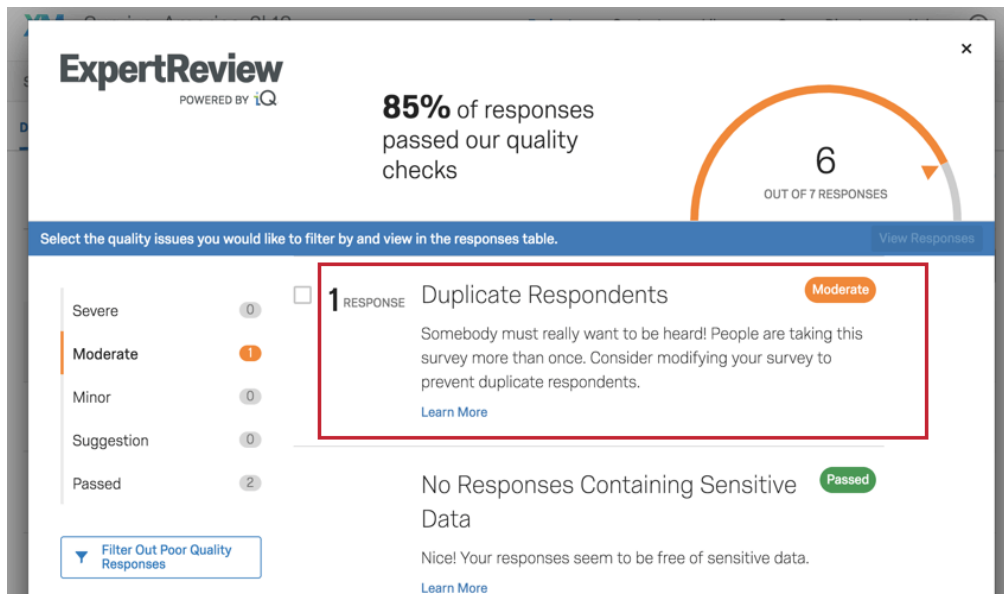 ExpertReview
POWERED BY iQ
85% of responses
passed our quality
checks
6
OUT OF 7 RESPONSES
Select the quality issues you would like to filter by and view in the responses table.
View Responses
Severe 0
Moderate 1
Minor 0
Suggestion 0
Passed 2
Filter Out Poor Quality
Responses
1 RESPONSE
Duplicate Respondents
Moderate
Somebody must really want to be heard! People are taking this
survey more than once. Consider modifying your survey to
prevent duplicate respondents.
Learn More
No Responses Containing Sensitive
Data
Passed
Nice! Your responses seem to be free of sensitive data.
Learn More